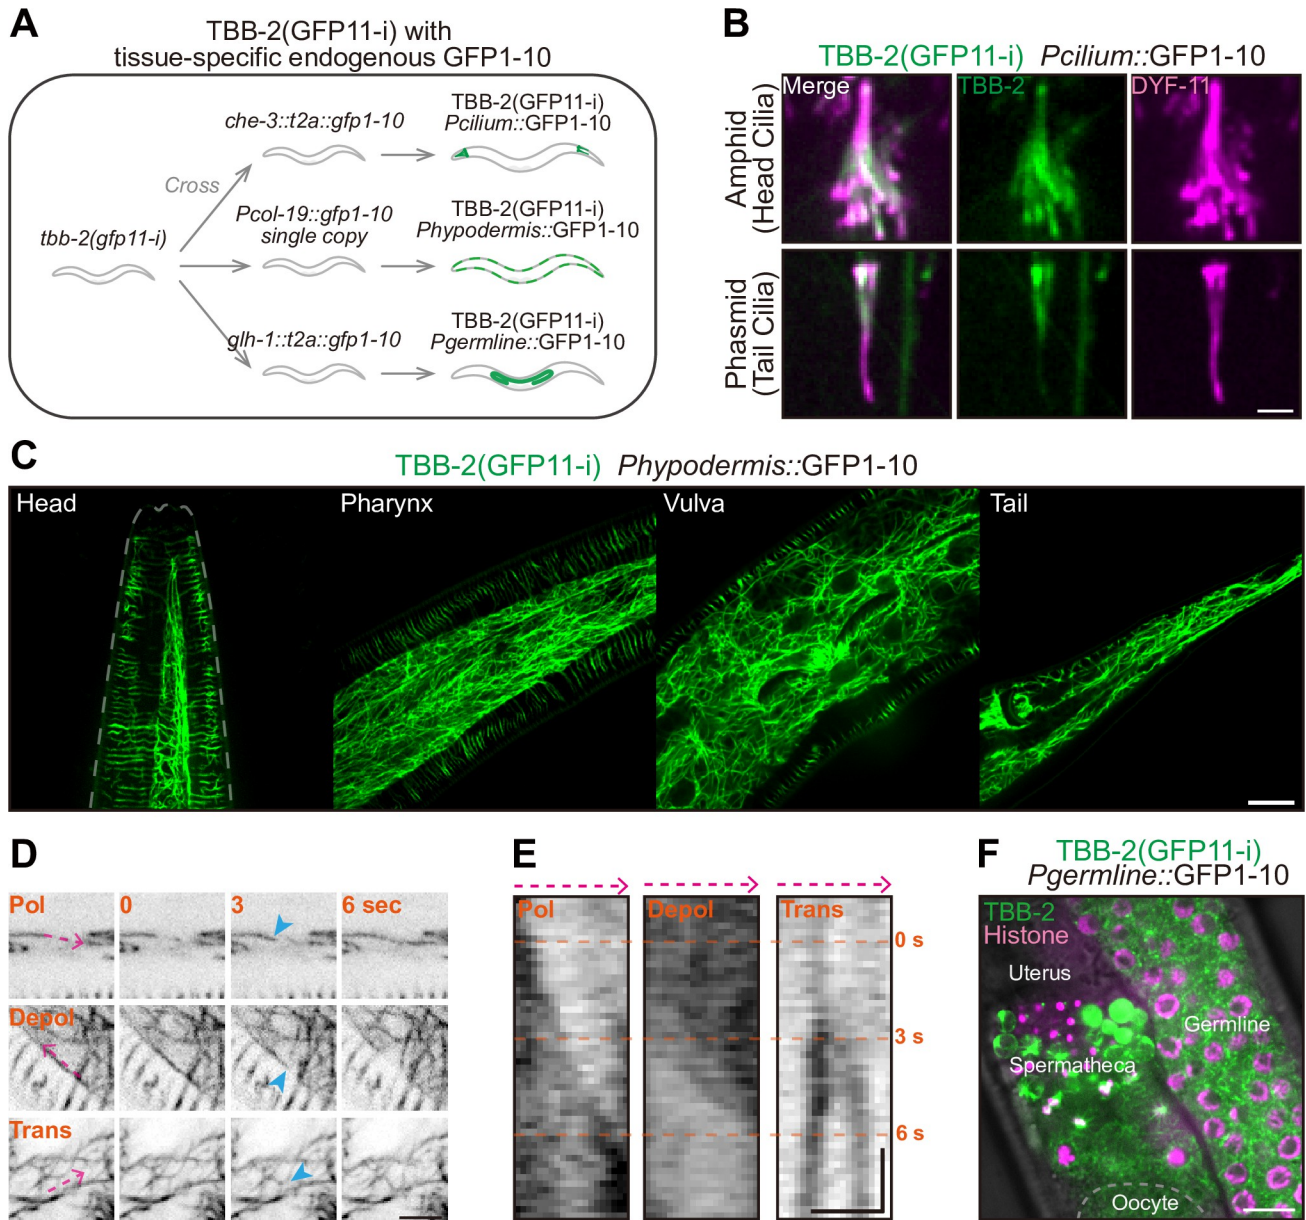 A
TBB-2(GFP11-i) with
tissue-specific endogenous GFP1-10
tbb-2(gfp11-i)
Cross
che-3::t2a::gfp1-10
TBB-2(GFP11-i)
Pcilium::GFP1-10
Pcol-19::gfp1-10
single copy
TBB-2(GFP11-i)
Phypodermis::GFP1-10
glh-1::t2a::gfp1-10
TBB-2(GFP11-i)
Pgermline::GFP1-10
B
TBB-2(GFP11-i) Pcilium::GFP1-10
Amphid
(Head Cilia)
Merge
TBB-2
DYF-11
Phasmid
(Tail Cilia)
C
TBB-2(GFP11-i) Phypodermis::GFP1-10
Head
Pharynx
Vulva
Tail
D
Pol
0
3
6 sec
Depol
Trans
E
Pol
Depol
Trans
0 s
3 s
6 s
F
TBB-2(GFP11-i)
Pgermline::GFP1-10
TBB-2
Histone
Uterus
Germline
Spermatheca
Oocyte